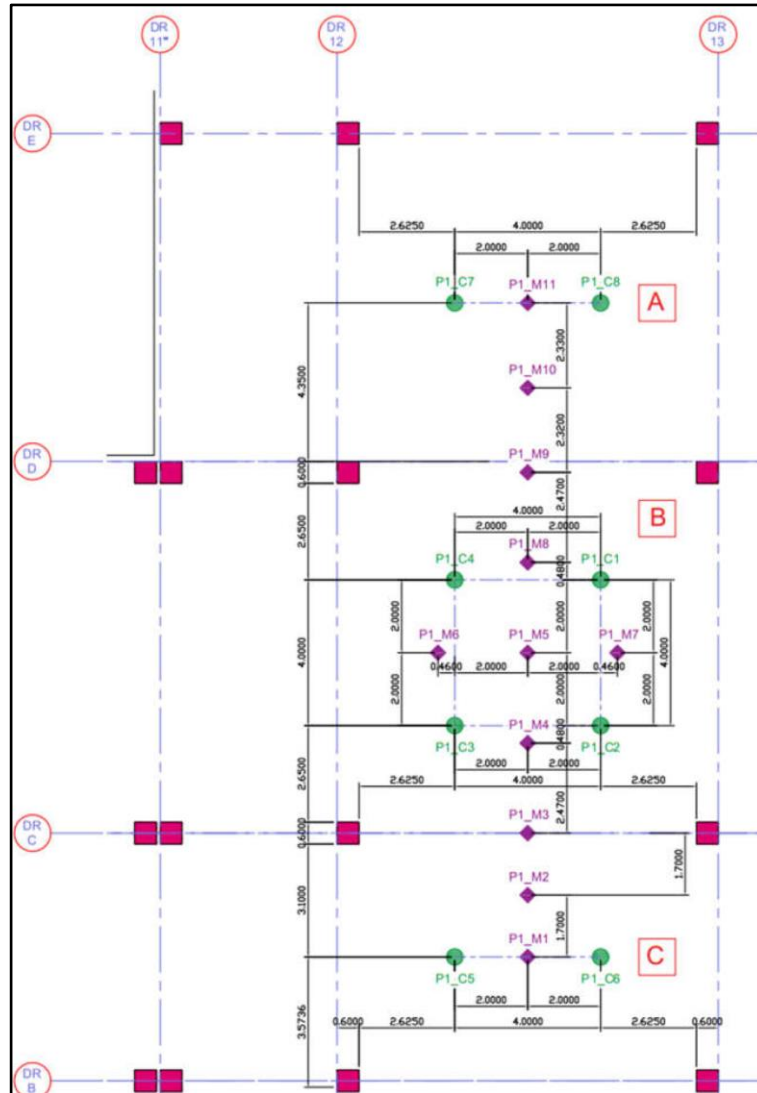 DR
11"
DR
12
DR
13
DR
E
2.6250
4.0000
2.6250
2.0000
2.0000
P1_C7
P1_M11
P1_C8
A
2.3300
4.3500
P1_M10
2.3200
DR
D
P1_M9
0.6000
2.4700
4.0000
B
2.6500
2.0000
2.0000
P1_M8
P1_C4
P1_C1
0.4800
2.0000
2.0000
2.0000
P1_M6
P1_M5
P1_M7
4.0000
4.0000
0.4600
2.0000
2.0000
0.4600
2.0000
2.0000
2.0000
P1_M4
P1_C3
P1_C2
0.4800
2.0000
2.0000
2.6500
2.6250
4.0000
2.6250
2.4700
DR
C
P1_M3
0.6000
1.7000
P1_M2
3.1000
1.7000
P1_M1
C
P1_C5
P1_C6
2.0000
2.0000
3.5736
0.6000
2.6250
4.0000
2.6250
0.6000
DR
B